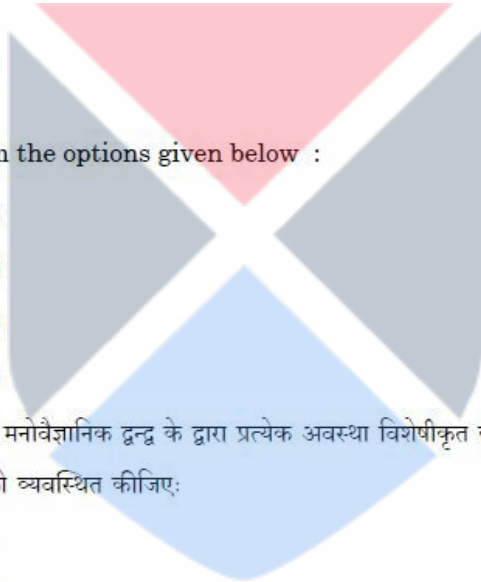 the options given below :
मनोवैज्ञानिक द्वन्द के द्वारा प्रत्येक अवस्था विशेषीकृत
व्यवस्थित कीजिएः